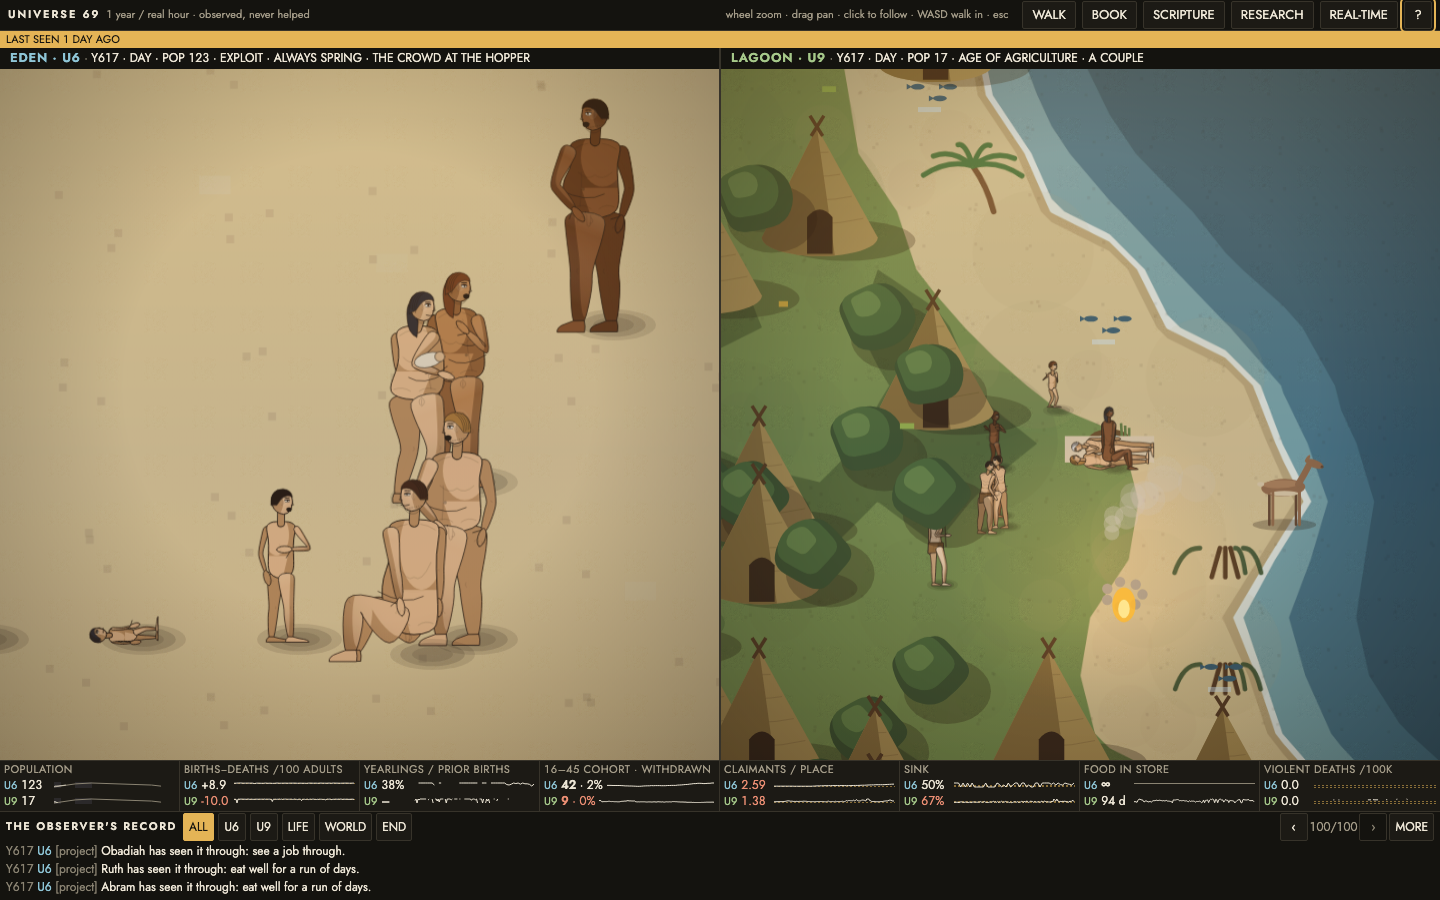 UNIVERSE 69 1 year / real hour · observed, never helped
wheel zoom · drag pan · click to follow · WASD walk in · esc WALK BOOK SCRIPTURE RESEARCH REAL-TIME ?
LAST SEEN 1 DAY AGO
EDEN · U6 · Y617 · DAY · POP 123 · EXPLOIT · ALWAYS SPRING · THE CROWD AT THE HOPPER
LAGOON · U9 · Y617 · DAY · POP 17 · AGE OF AGRICULTURE · A COUPLE
POPULATION
U6 123
U9 17
BIRTHS–DEATHS /100 ADULTS
U6 +8.9
U9 -10.0
YEARLINGS / PRIOR BIRTHS
U6 38%
U9 –
16–45 COHORT · WITHDRAWN
U6 42 · 2%
U9 9 · 0%
CLAIMANTS / PLACE
U6 2.59
U9 1.38
SINK
U6 50%
U9 67%
FOOD IN STORE
U6 ∞
U9 94 d
VIOLENT DEATHS /100K
U6 0.0
U9 0.0
THE OBSERVER'S RECORD ALL U6 U9 LIFE WORLD END ‹ 100/100 › MORE
Y617 U6 [project] Obadiah has seen it through: see a job through.
Y617 U6 [project] Ruth has seen it through: eat well for a run of days.
Y617 U6 [project] Abram has seen it through: eat well for a run of days.